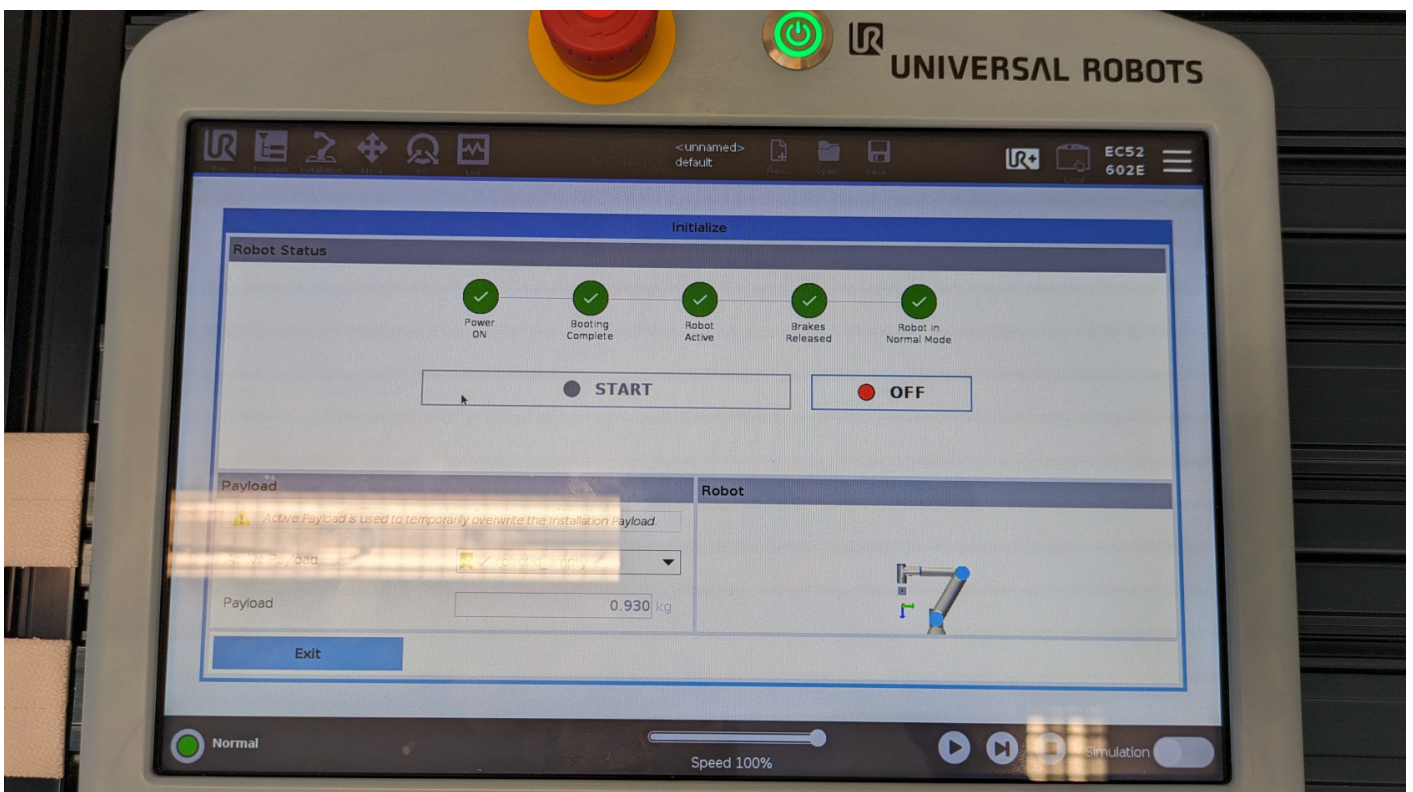 UNIVERSAL ROBOTS
<unnamed>
default
EC52
602E
Initialize
Robot Status
Power
ON
Booting
Complete
Robot
Active
Brakes
Released
Robot in
Normal Mode
START
OFF
Payload
Active Payload is used to temporarily overwrite the Installation Payload.
Payload
Payload
0.930 kg
Robot
Exit
Normal
Speed 100%
Simulation